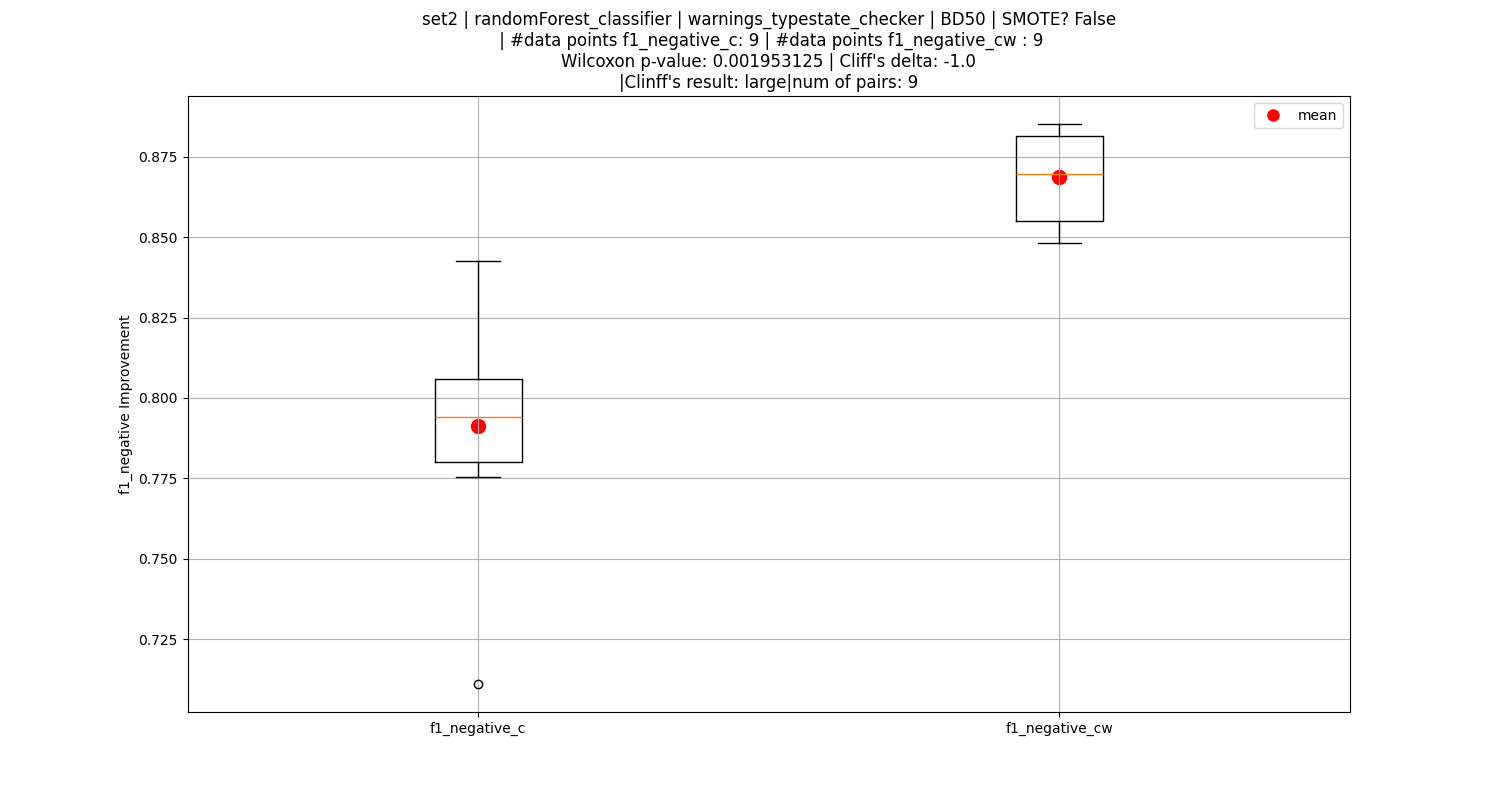 set2 | randomForest_classifier | warnings_typestate_checker | BD50 | SMOTE? False
| #data points f1_negative_c: 9 | #data points f1_negative_cw : 9
Wilcoxon p-value: 0.001953125 | Cliff's delta: -1.0
|Clinff's result: large|num of pairs: 9
mean
0.875
0.850
0.825
0.800
0.775
0.750
0.725
f1_negative Improvement
f1_negative_c
f1_negative_cw